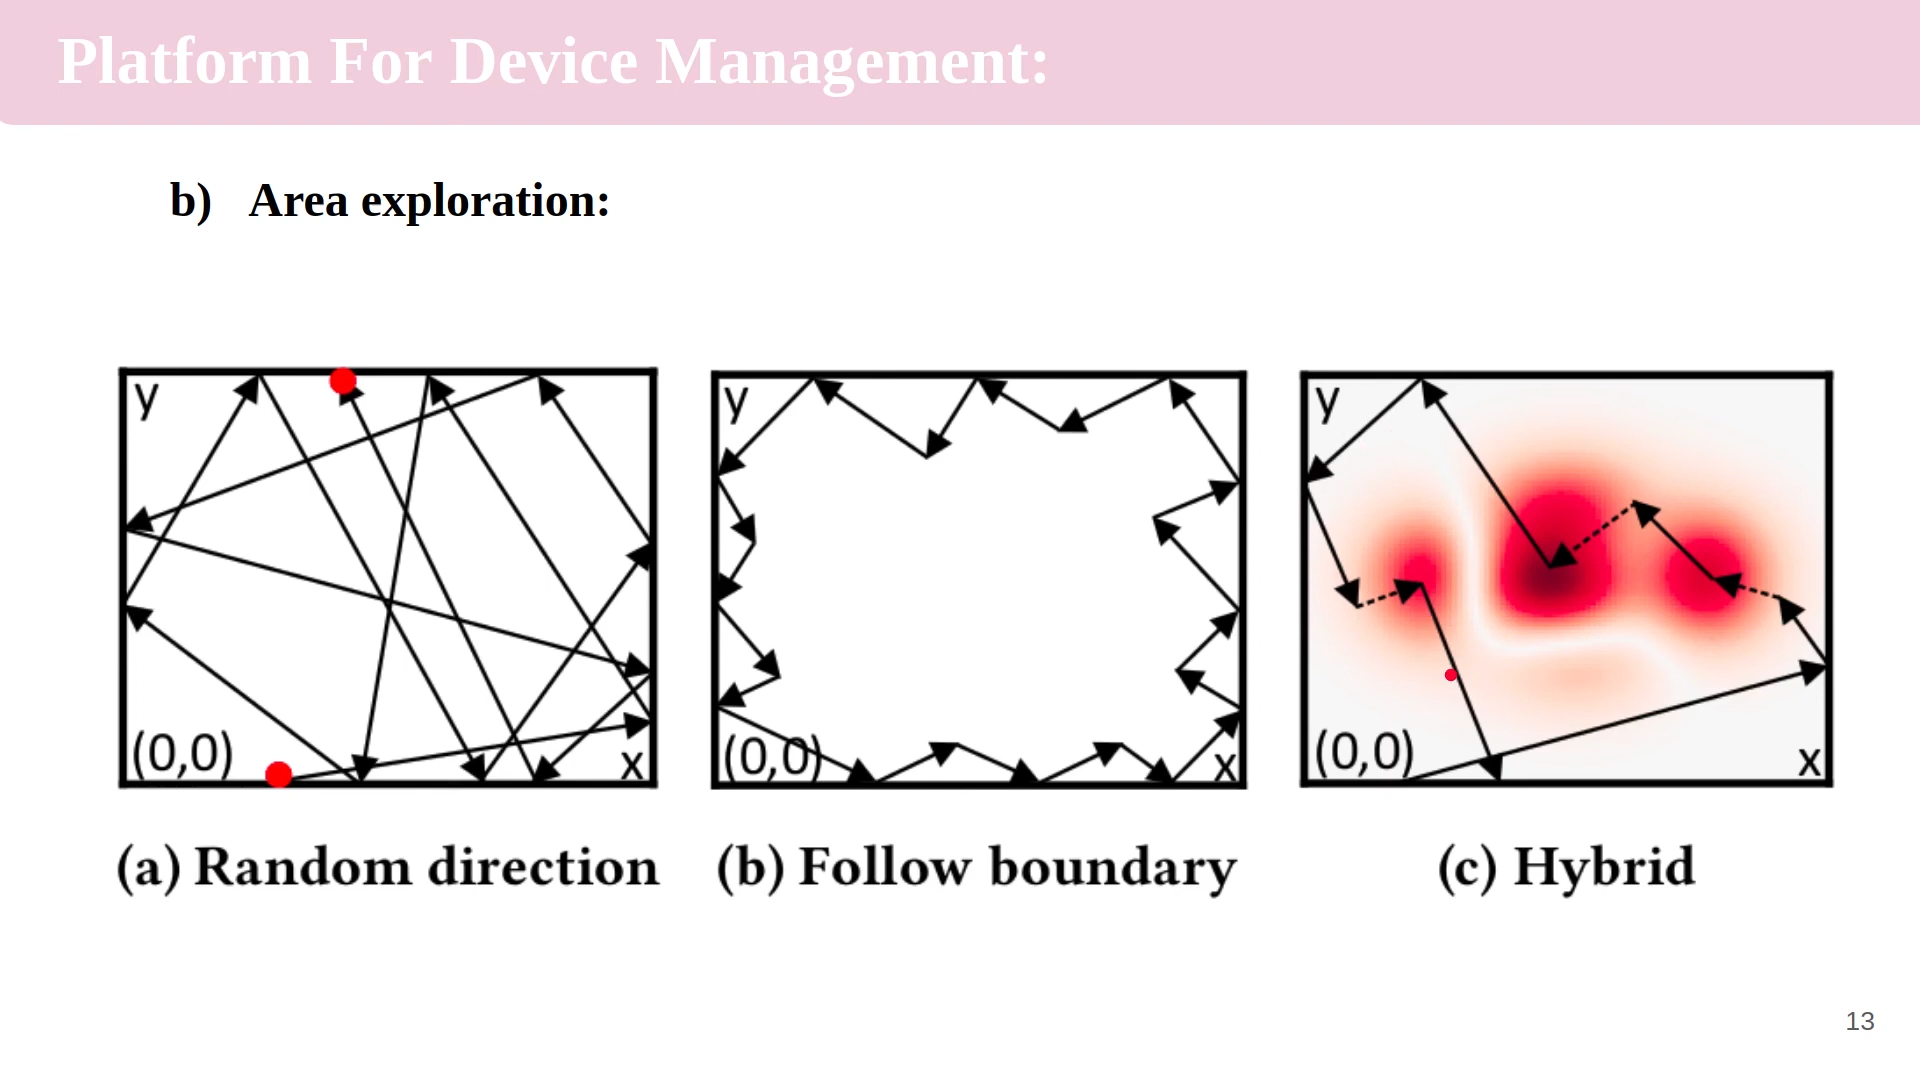 Platform For Device Management:
b) Area exploration:
y
(0,0)
x
(a) Random direction
y
(0,0)
x
(b) Follow boundary
y
(0,0)
x
(c) Hybrid
13